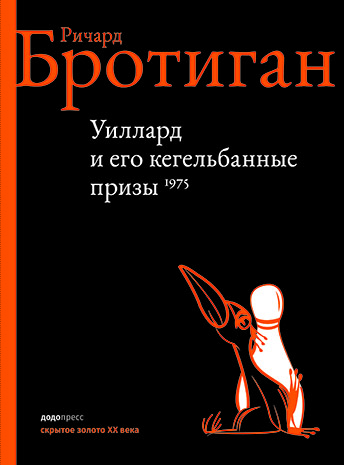 Ричард
Бротиган
Уиллард
и его кегельбанные
призы 1975
додопресс
скрытое золото XX века